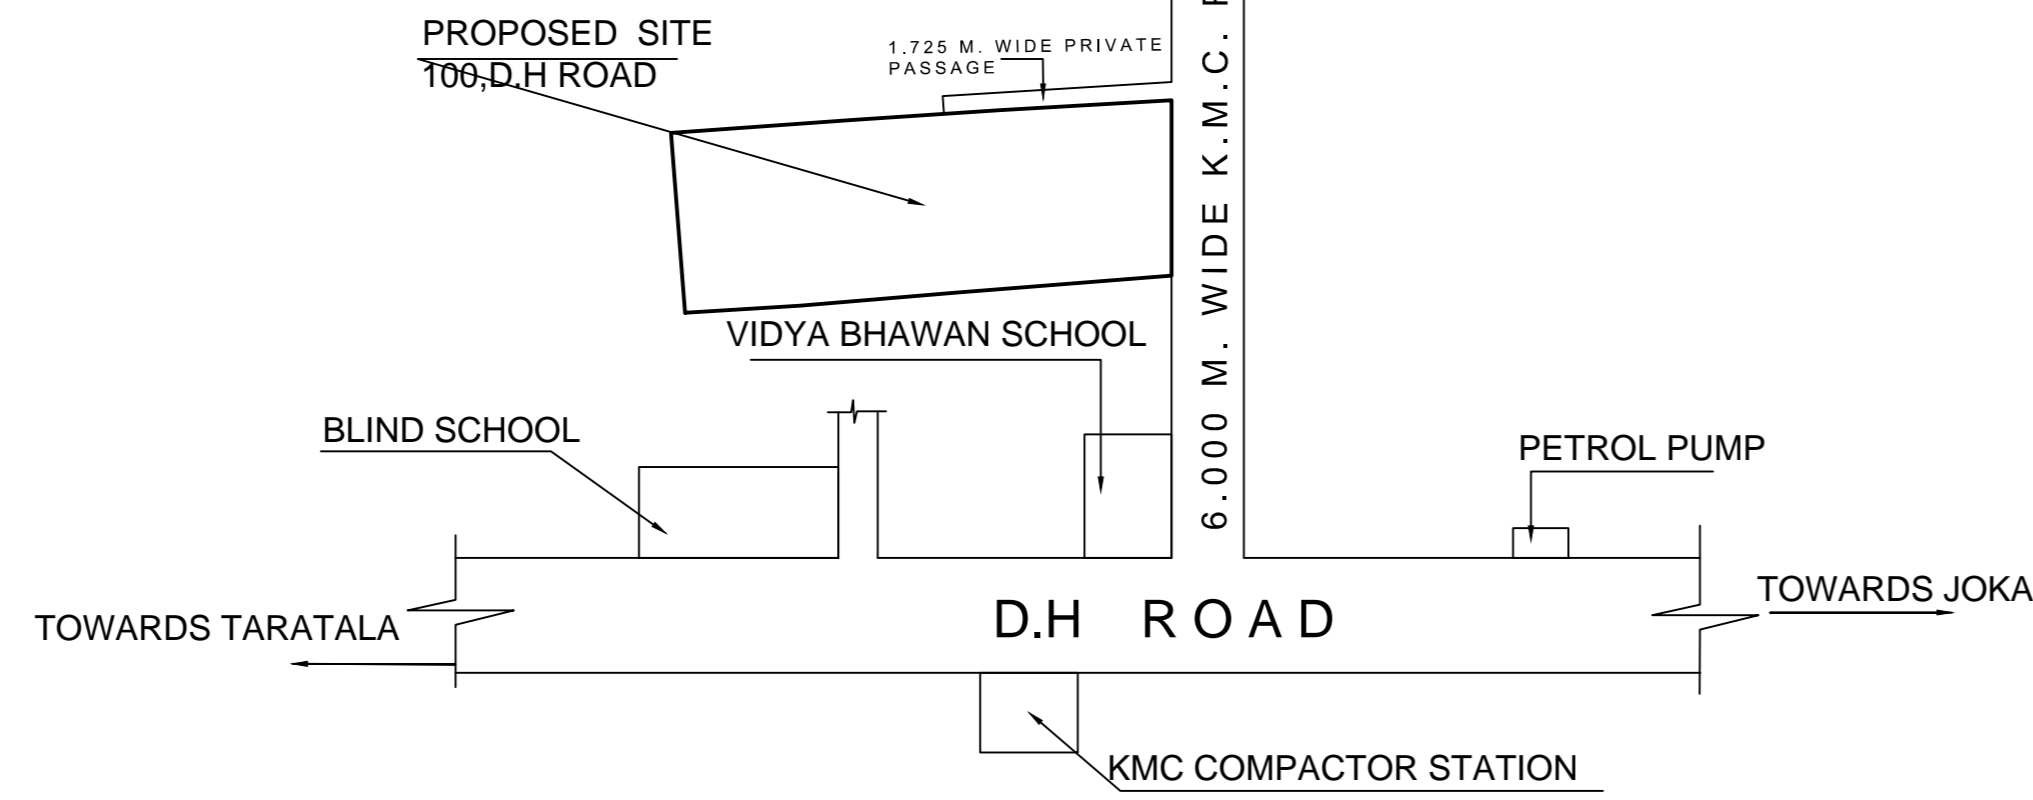 PROPOSED SITE
100,D.H ROAD
1.725 M. WIDE PRIVATE
PASSAGE
6.000 M. WIDE K.M.C.
VIDYA BHAWAN SCHOOL
BLIND SCHOOL
PETROL PUMP
TOWARDS TARATALA
D.H ROAD
TOWARDS JOKA
KMC COMPACTOR STATION